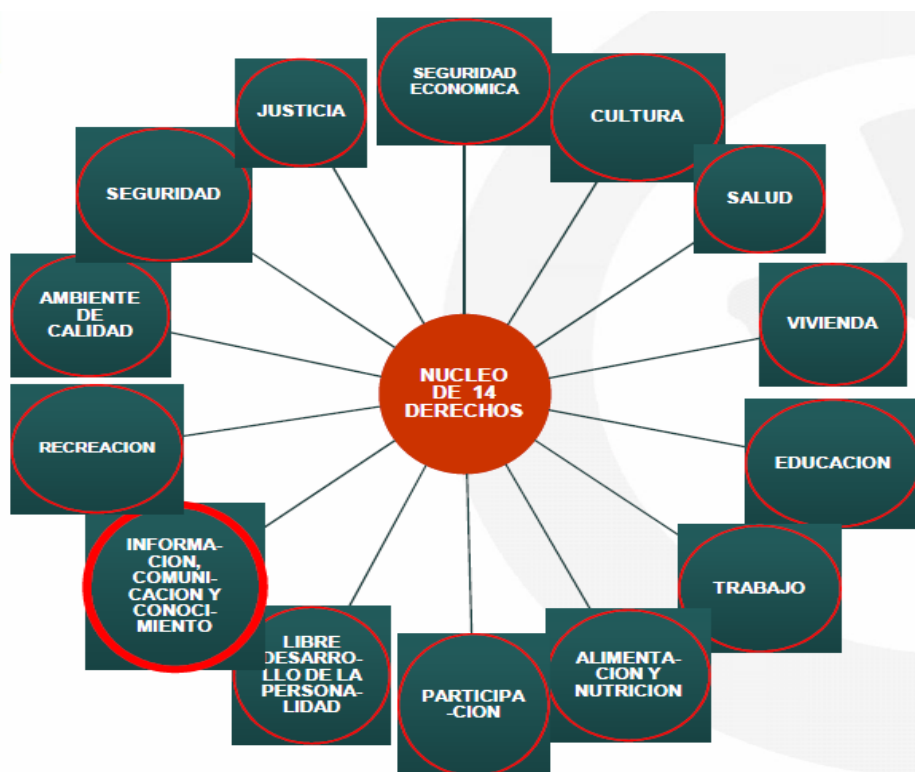 SEGURIDAD
ECONOMICA
CULTURA
SALUD
VIVIENDA
EDUCACION
TRABAJO
ALIMENTA-
CION Y
NUTRICION
PARTICIPA
-CION
LIBRE
DESARRO-
LLO DE LA
PERSONA-
LIDAD
INFORMA-
CION,
COMUNI-
CACION Y
CONOCI-
MIENTO
RECREACION
AMBIENTE
DE
CALIDAD
SEGURIDAD
JUSTICIA
NUCLEO
DE 14
DERECHOS